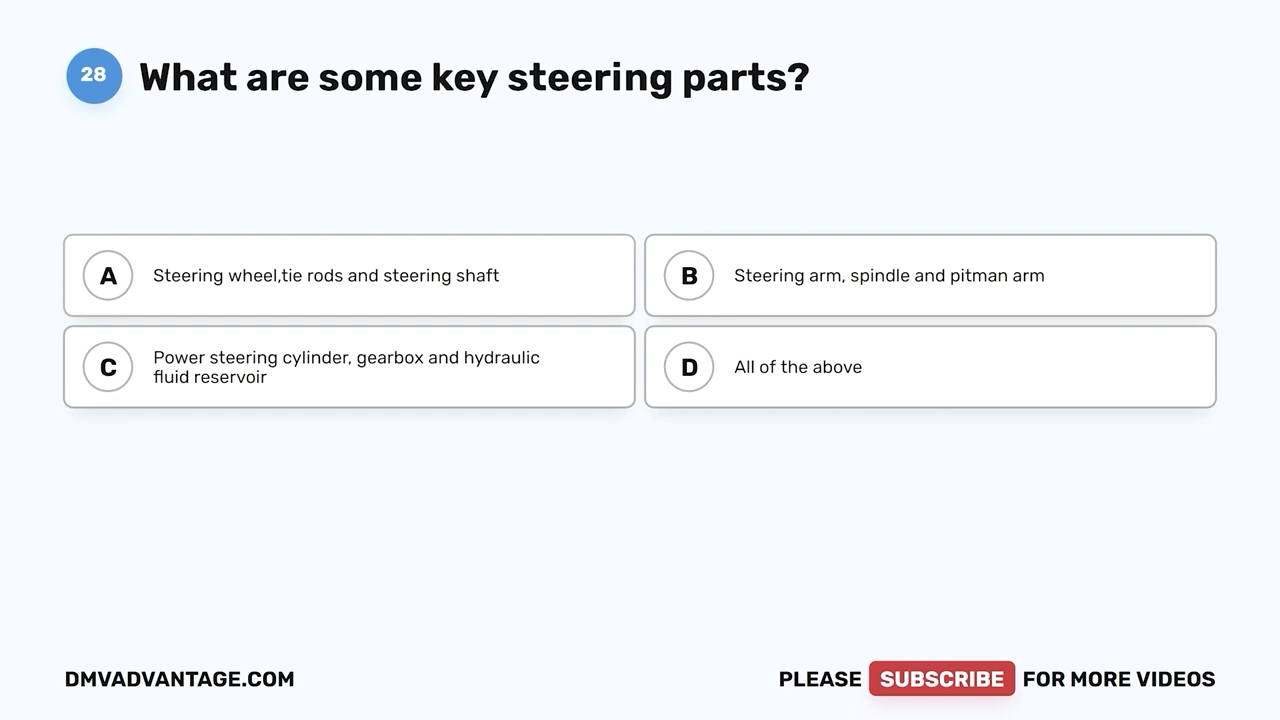 28
What are some key steering parts?
A
Steering wheel,tie rods and steering shaft
B
Steering arm, spindle and pitman arm
C
Power steering cylinder, gearbox and hydraulic
fluid reservoir
D
All of the above
DMVADVANTAGE.COM
PLEASE SUBSCRIBE FOR MORE VIDEOS